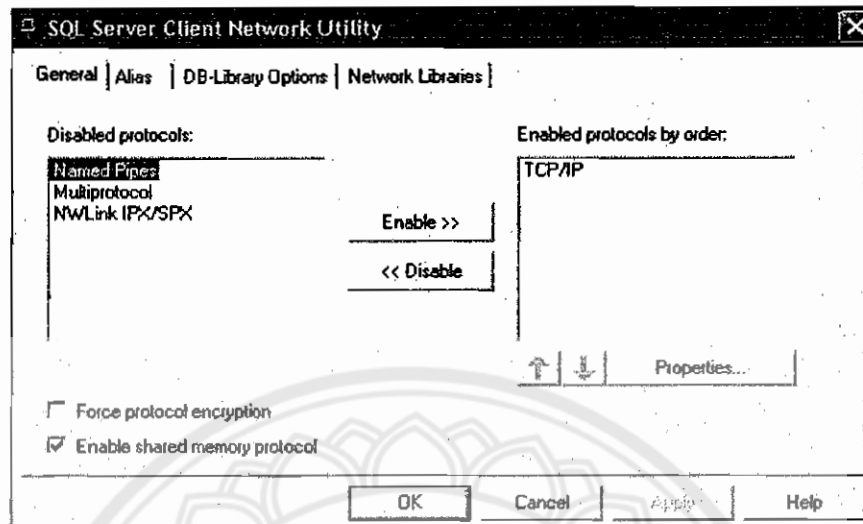 SQL Server Client Network Utility
General Alias DB-Library Options Network Libraries
Disabled protocols:
Named Pipes
Multiprotocol
NWLink IPX/SPX
Enable >>
<< Disable
Enabled protocols by order:
TCP/IP
Properties...
Force protocol encryption
Enable shared memory protocol
OK Cancel Apply Help